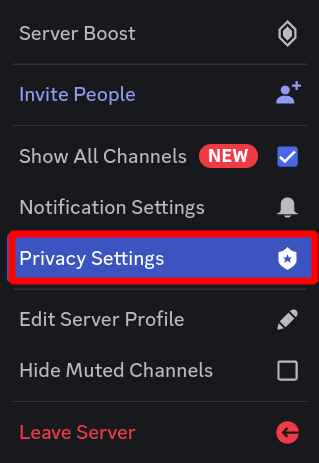 Server Boost
Invite People
Show All Channels NEW
Notification Settings
Privacy Settings
Edit Server Profile
Hide Muted Channels
Leave Server